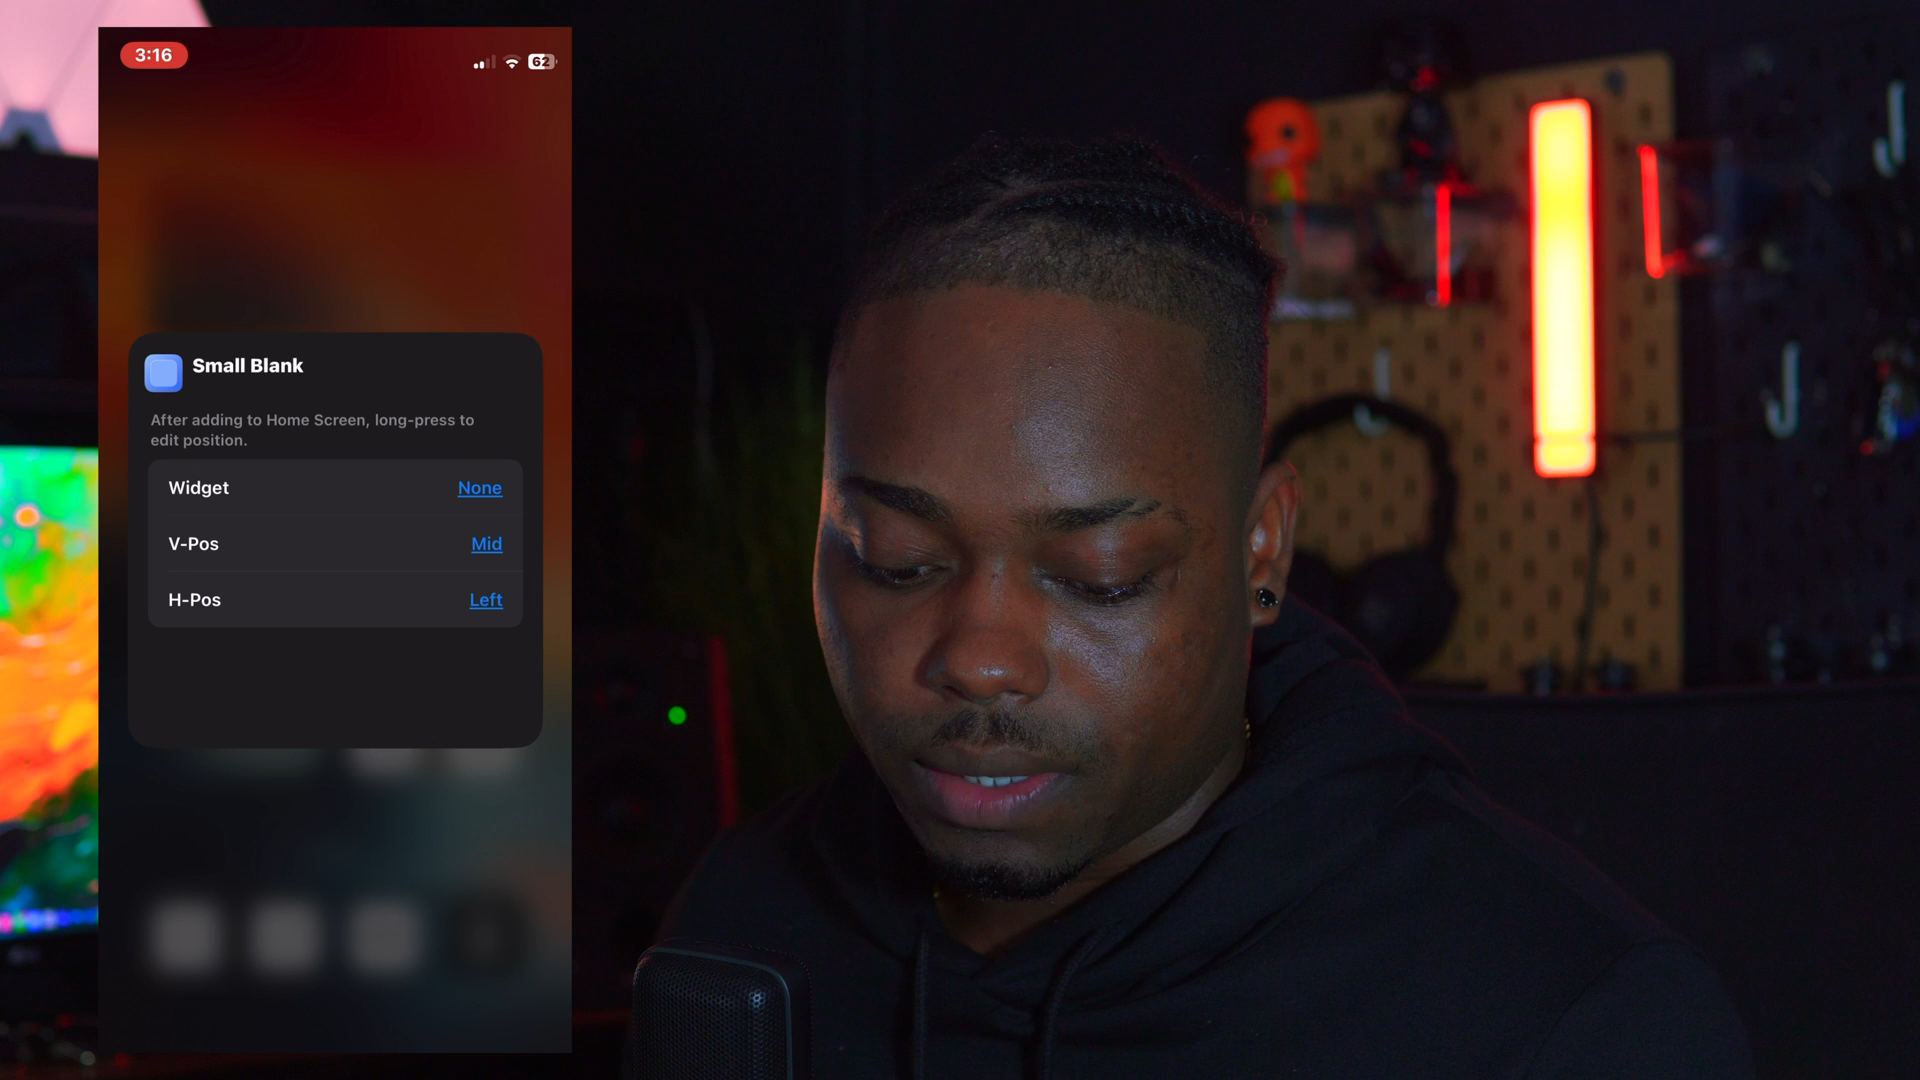 3:16
62
Small Blank
After adding to Home Screen, long-press to
edit position.
Widget None
V-Pos Mid
H-Pos Left